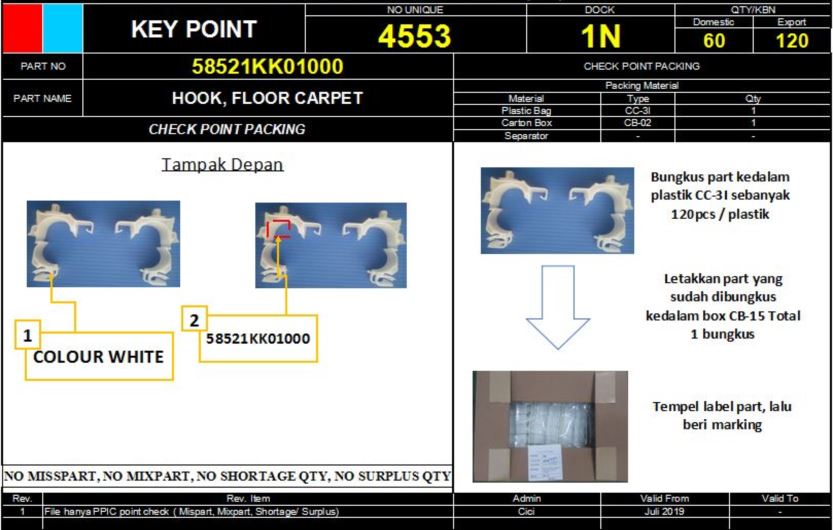 KEY POINT
NO UNIQUE
4553
DOCK
1N
QTY/KBN
Domestic
Export
60
120
PART NO
58521KK01000
CHECK POINT PACKING
PART NAME
HOOK, FLOOR CARPET
Packing Material
Material
Type
Qty
Plastic Bag
CC-3I
1
Carton Box
CB-02
1
Separator
-
-
CHECK POINT PACKING
Tampak Depan
1
COLOUR WHITE
2
58521KK01000
Bungkus part kedalam
plastik CC-3I sebanyak
120pcs / plastik
Letakkan part yang
sudah dibungkus
kedalam box CB-15 Total
1 bungkus
Tempel label part, lalu
beri marking
NO MISSPART, NO MIXPART, NO SHORTAGE QTY, NO SURPLUS QTY
Rev.
Rev. Item
Admin
Valid From
Valid To
1
File hanya PPIC point check ( Mispart, Mixpart, Shortage/ Surplus)
Cici
Juli 2019
-